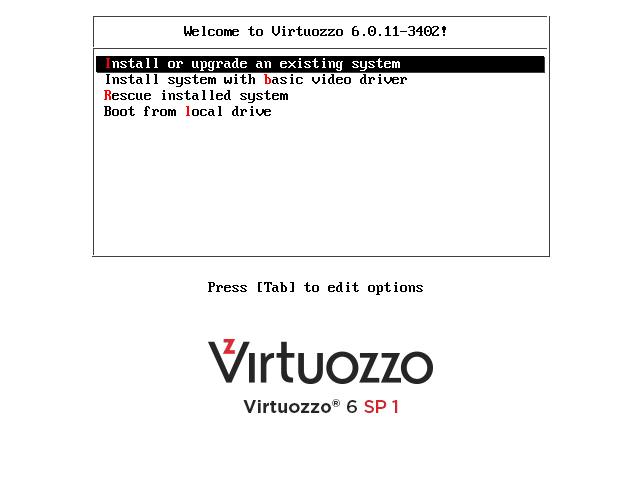 Welcome to Virtuozzo 6.0.11-3402!
Install or upgrade an existing system
Install system with basic video driver
Rescue installed system
Boot from local drive
Press [Tab] to edit options
Virtuozzo
Virtuozzo® 6 SP 1